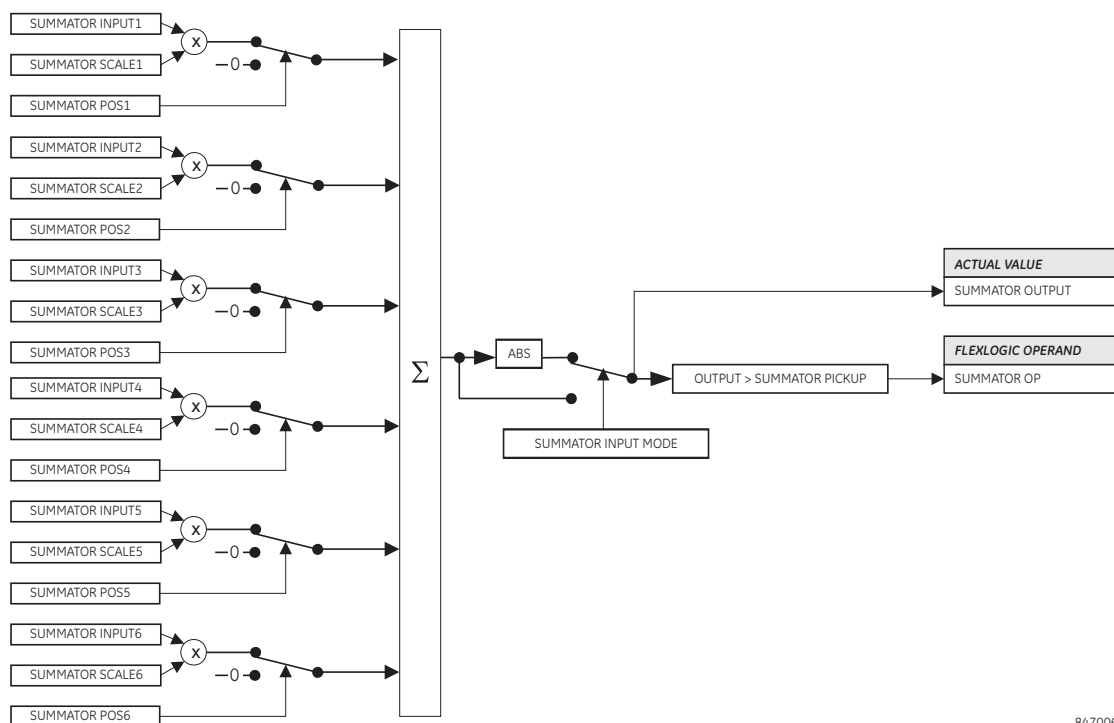 SUMMATOR INPUT1
X
SUMMATOR SCALE1
0
SUMMATOR POS1
SUMMATOR INPUT2
X
SUMMATOR SCALE2
0
SUMMATOR POS2
SUMMATOR INPUT3
X
SUMMATOR SCALE3
0
SUMMATOR POS3
SUMMATOR INPUT4
X
SUMMATOR SCALE4
0
SUMMATOR POS4
SUMMATOR INPUT5
X
SUMMATOR SCALE5
0
SUMMATOR POS5
SUMMATOR INPUT6
X
SUMMATOR SCALE6
0
SUMMATOR POS6
Σ
ABS
SUMMATOR INPUT MODE
OUTPUT > SUMMATOR PICKUP
ACTUAL VALUE
SUMMATOR OUTPUT
FLEXLOGIC OPERAND
SUMMATOR OP